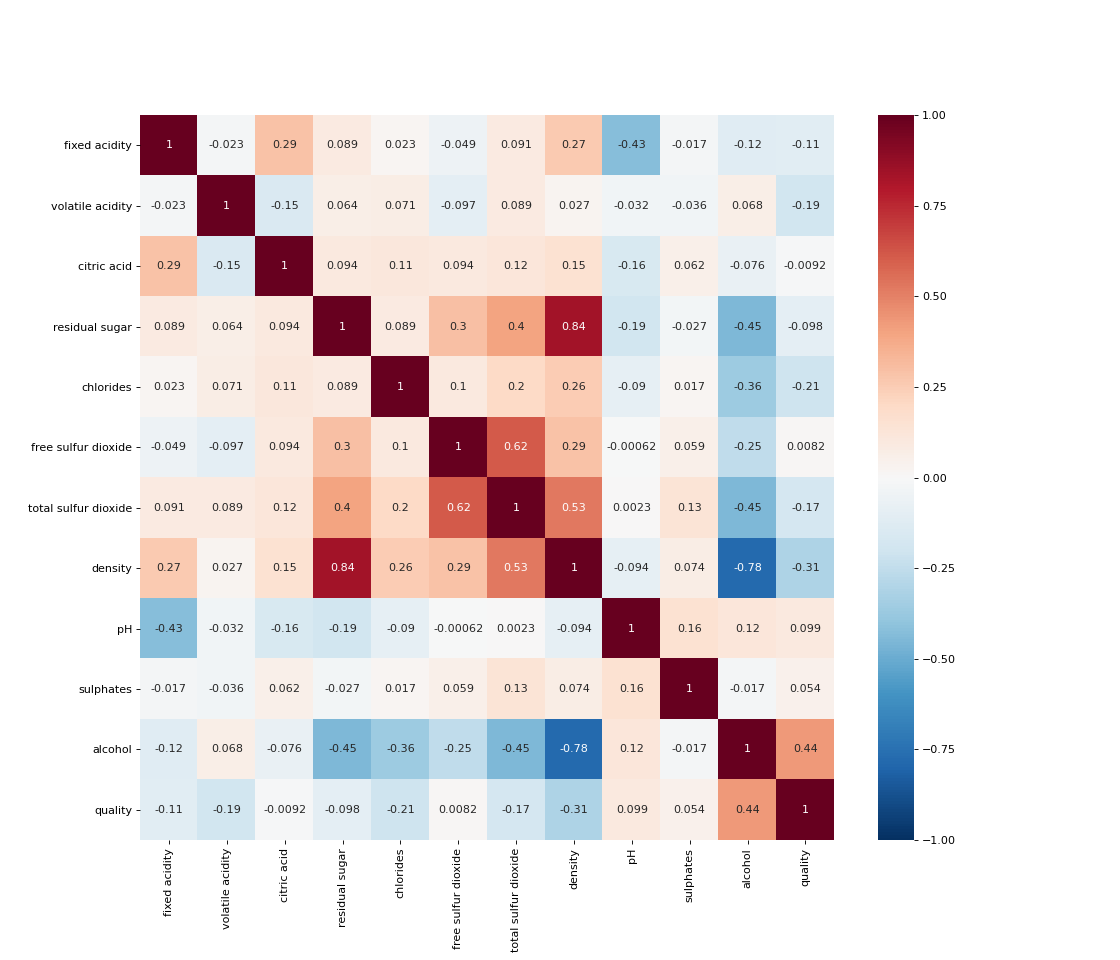 fixed acidity 1 -0.023 0.29 0.089 0.023 -0.049 0.091 0.27 -0.43 -0.017 -0.12 -0.11
volatile acidity -0.023 1 -0.15 0.064 0.071 -0.097 0.089 0.027 -0.032 -0.036 0.068 -0.19
citric acid 0.29 -0.15 1 0.094 0.11 0.094 0.12 0.15 -0.16 0.062 -0.076 -0.0092
residual sugar 0.089 0.064 0.094 1 0.089 0.3 0.4 0.84 -0.19 -0.027 -0.45 -0.098
chlorides 0.023 0.071 0.11 0.089 1 0.1 0.2 0.26 -0.09 0.017 -0.36 -0.21
free sulfur dioxide -0.049 -0.097 0.094 0.3 0.1 1 0.62 0.29 -0.00062 0.059 -0.25 0.0082
total sulfur dioxide 0.091 0.089 0.12 0.4 0.2 0.62 1 0.53 0.0023 0.13 -0.45 -0.17
density 0.27 0.027 0.15 0.84 0.26 0.29 0.53 1 -0.094 0.074 -0.78 -0.31
pH -0.43 -0.032 -0.16 -0.19 -0.09 -0.00062 0.0023 -0.094 1 0.16 0.12 0.099
sulphates -0.017 -0.036 0.062 -0.027 0.017 0.059 0.13 0.074 0.16 1 -0.017 0.054
alcohol -0.12 0.068 -0.076 -0.45 -0.36 -0.25 -0.45 -0.78 0.12 -0.017 1 0.44
quality -0.11 -0.19 -0.0092 -0.098 -0.21 0.0082 -0.17 -0.31 0.099 0.054 0.44 1
fixed acidity
volatile acidity
citric acid
residual sugar
chlorides
free sulfur dioxide
total sulfur dioxide
density
pH
sulphates
alcohol
quality
1.00
0.75
0.50
0.25
0.00
−0.25
−0.50
−0.75
−1.00